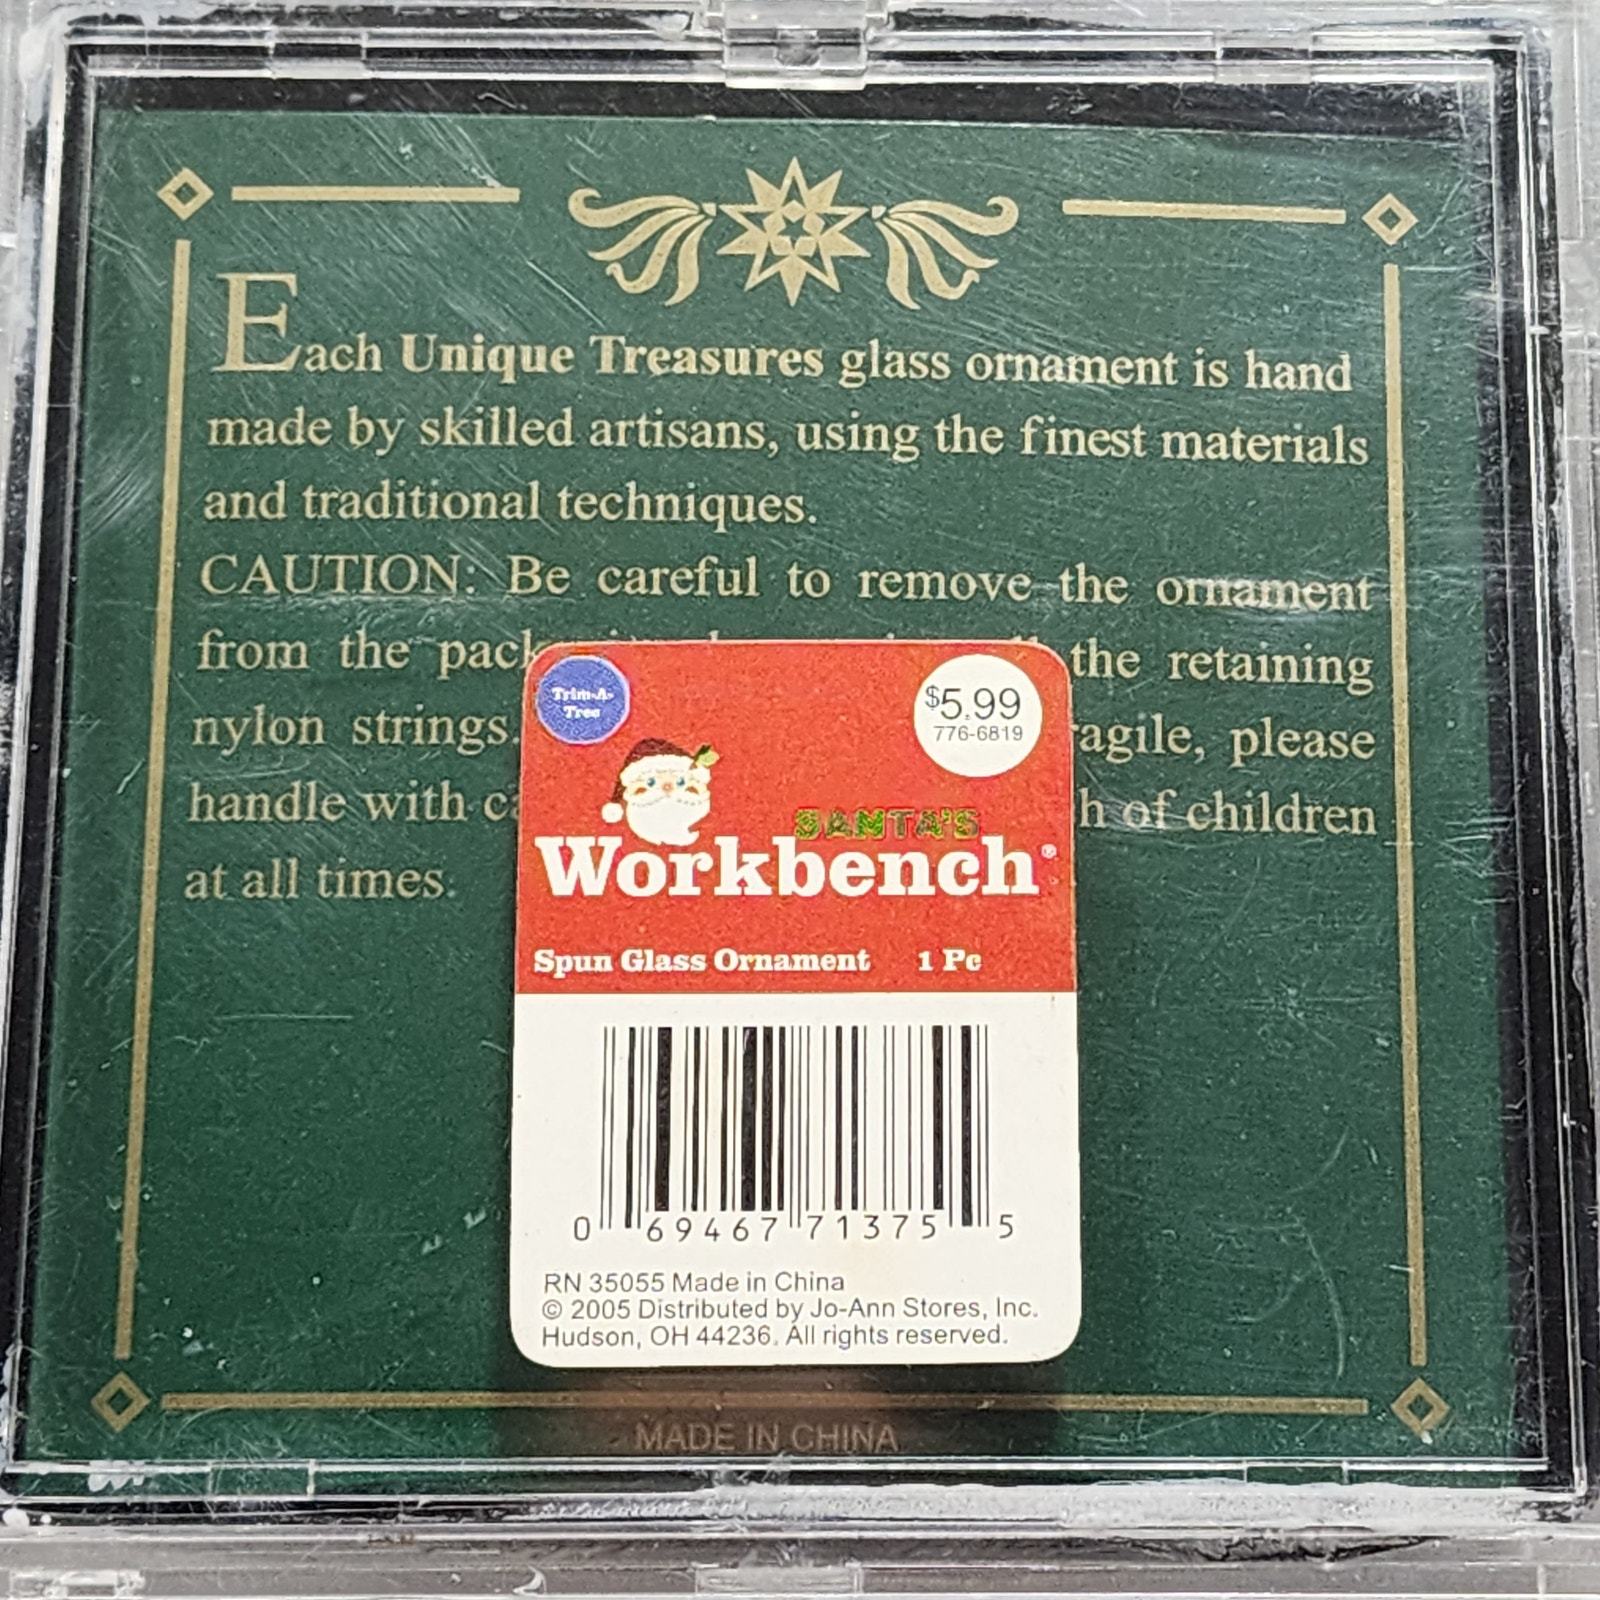 Each Unique Treasures glass ornament is hand
made by skilled artisans, using the finest materials
and traditional techniques.
CAUTION: Be careful to remove the ornament
from the the retaining
nylon strings. please
handle with of children
at all times.
Trim-A-
Tree
$5.99
776-6819
SANTA'S
Workbench®
Spun Glass Ornament 1 Pc
0 69467 71375 5
RN 35055 Made in China
© 2005 Distributed by Jo-Ann Stores, Inc.
Hudson, OH 44236. All rights reserved.
MADE IN CHINA